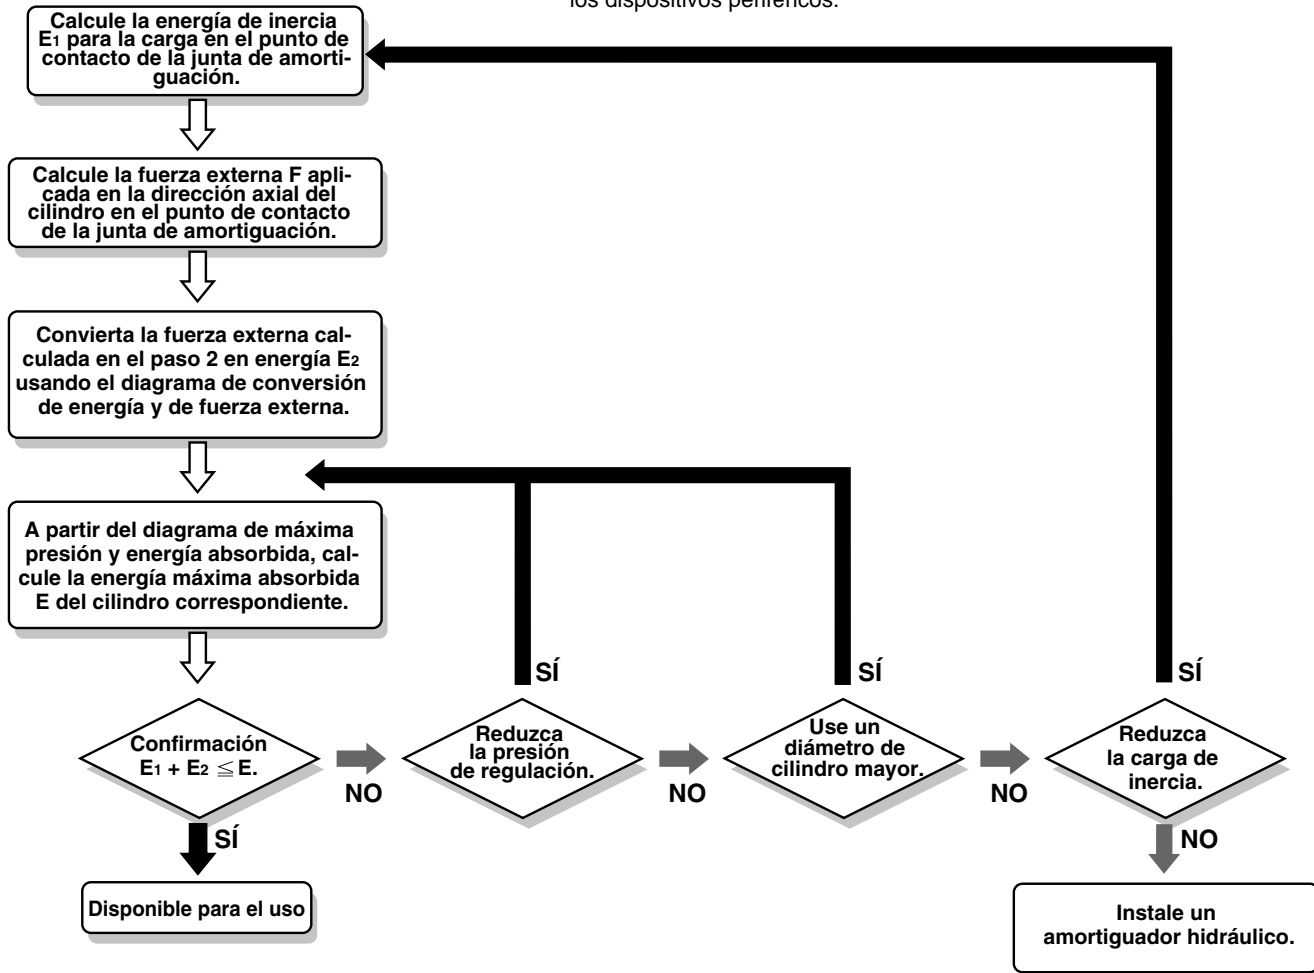 los dispositivos periféricos.
Calcule la energía de inercia
E1 para la carga en el punto de
contacto de la junta de amorti-
guación.
Calcule la fuerza externa F apli-
cada en la dirección axial del
cilindro en el punto de contacto
de la junta de amortiguación.
Convierta la fuerza externa cal-
culada en el paso 2 en energía E2
usando el diagrama de conversión
de energía y de fuerza externa.
A partir del diagrama de máxima
presión y energía absorbida, cal-
cule la energía máxima absorbida
E del cilindro correspondiente.
SÍ
SÍ
SÍ
Confirmación
E1 + E2 ≦ E.
NO
Reduzca
la presión
de regulación.
NO
Use un
diámetro de
cilindro mayor.
NO
Reduzca
la carga de
inercia.
SÍ
NO
Disponible para el uso
Instale un
amortiguador hidráulico.